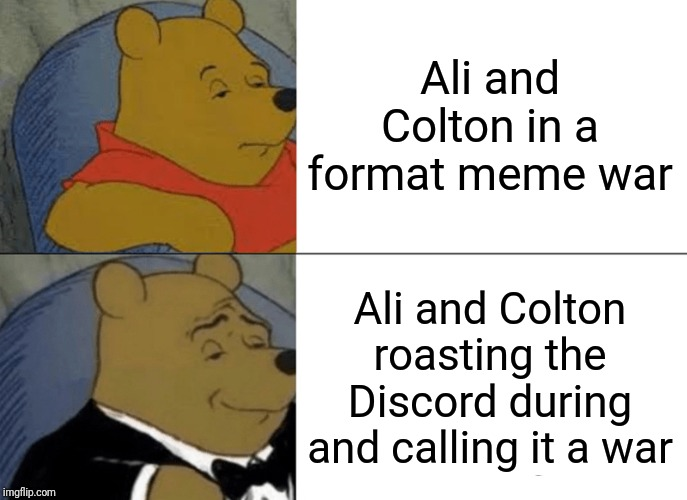 Ali and
Colton in a
format meme war
Ali and Colton
roasting the
Discord during
and calling it a war
imgflip.com